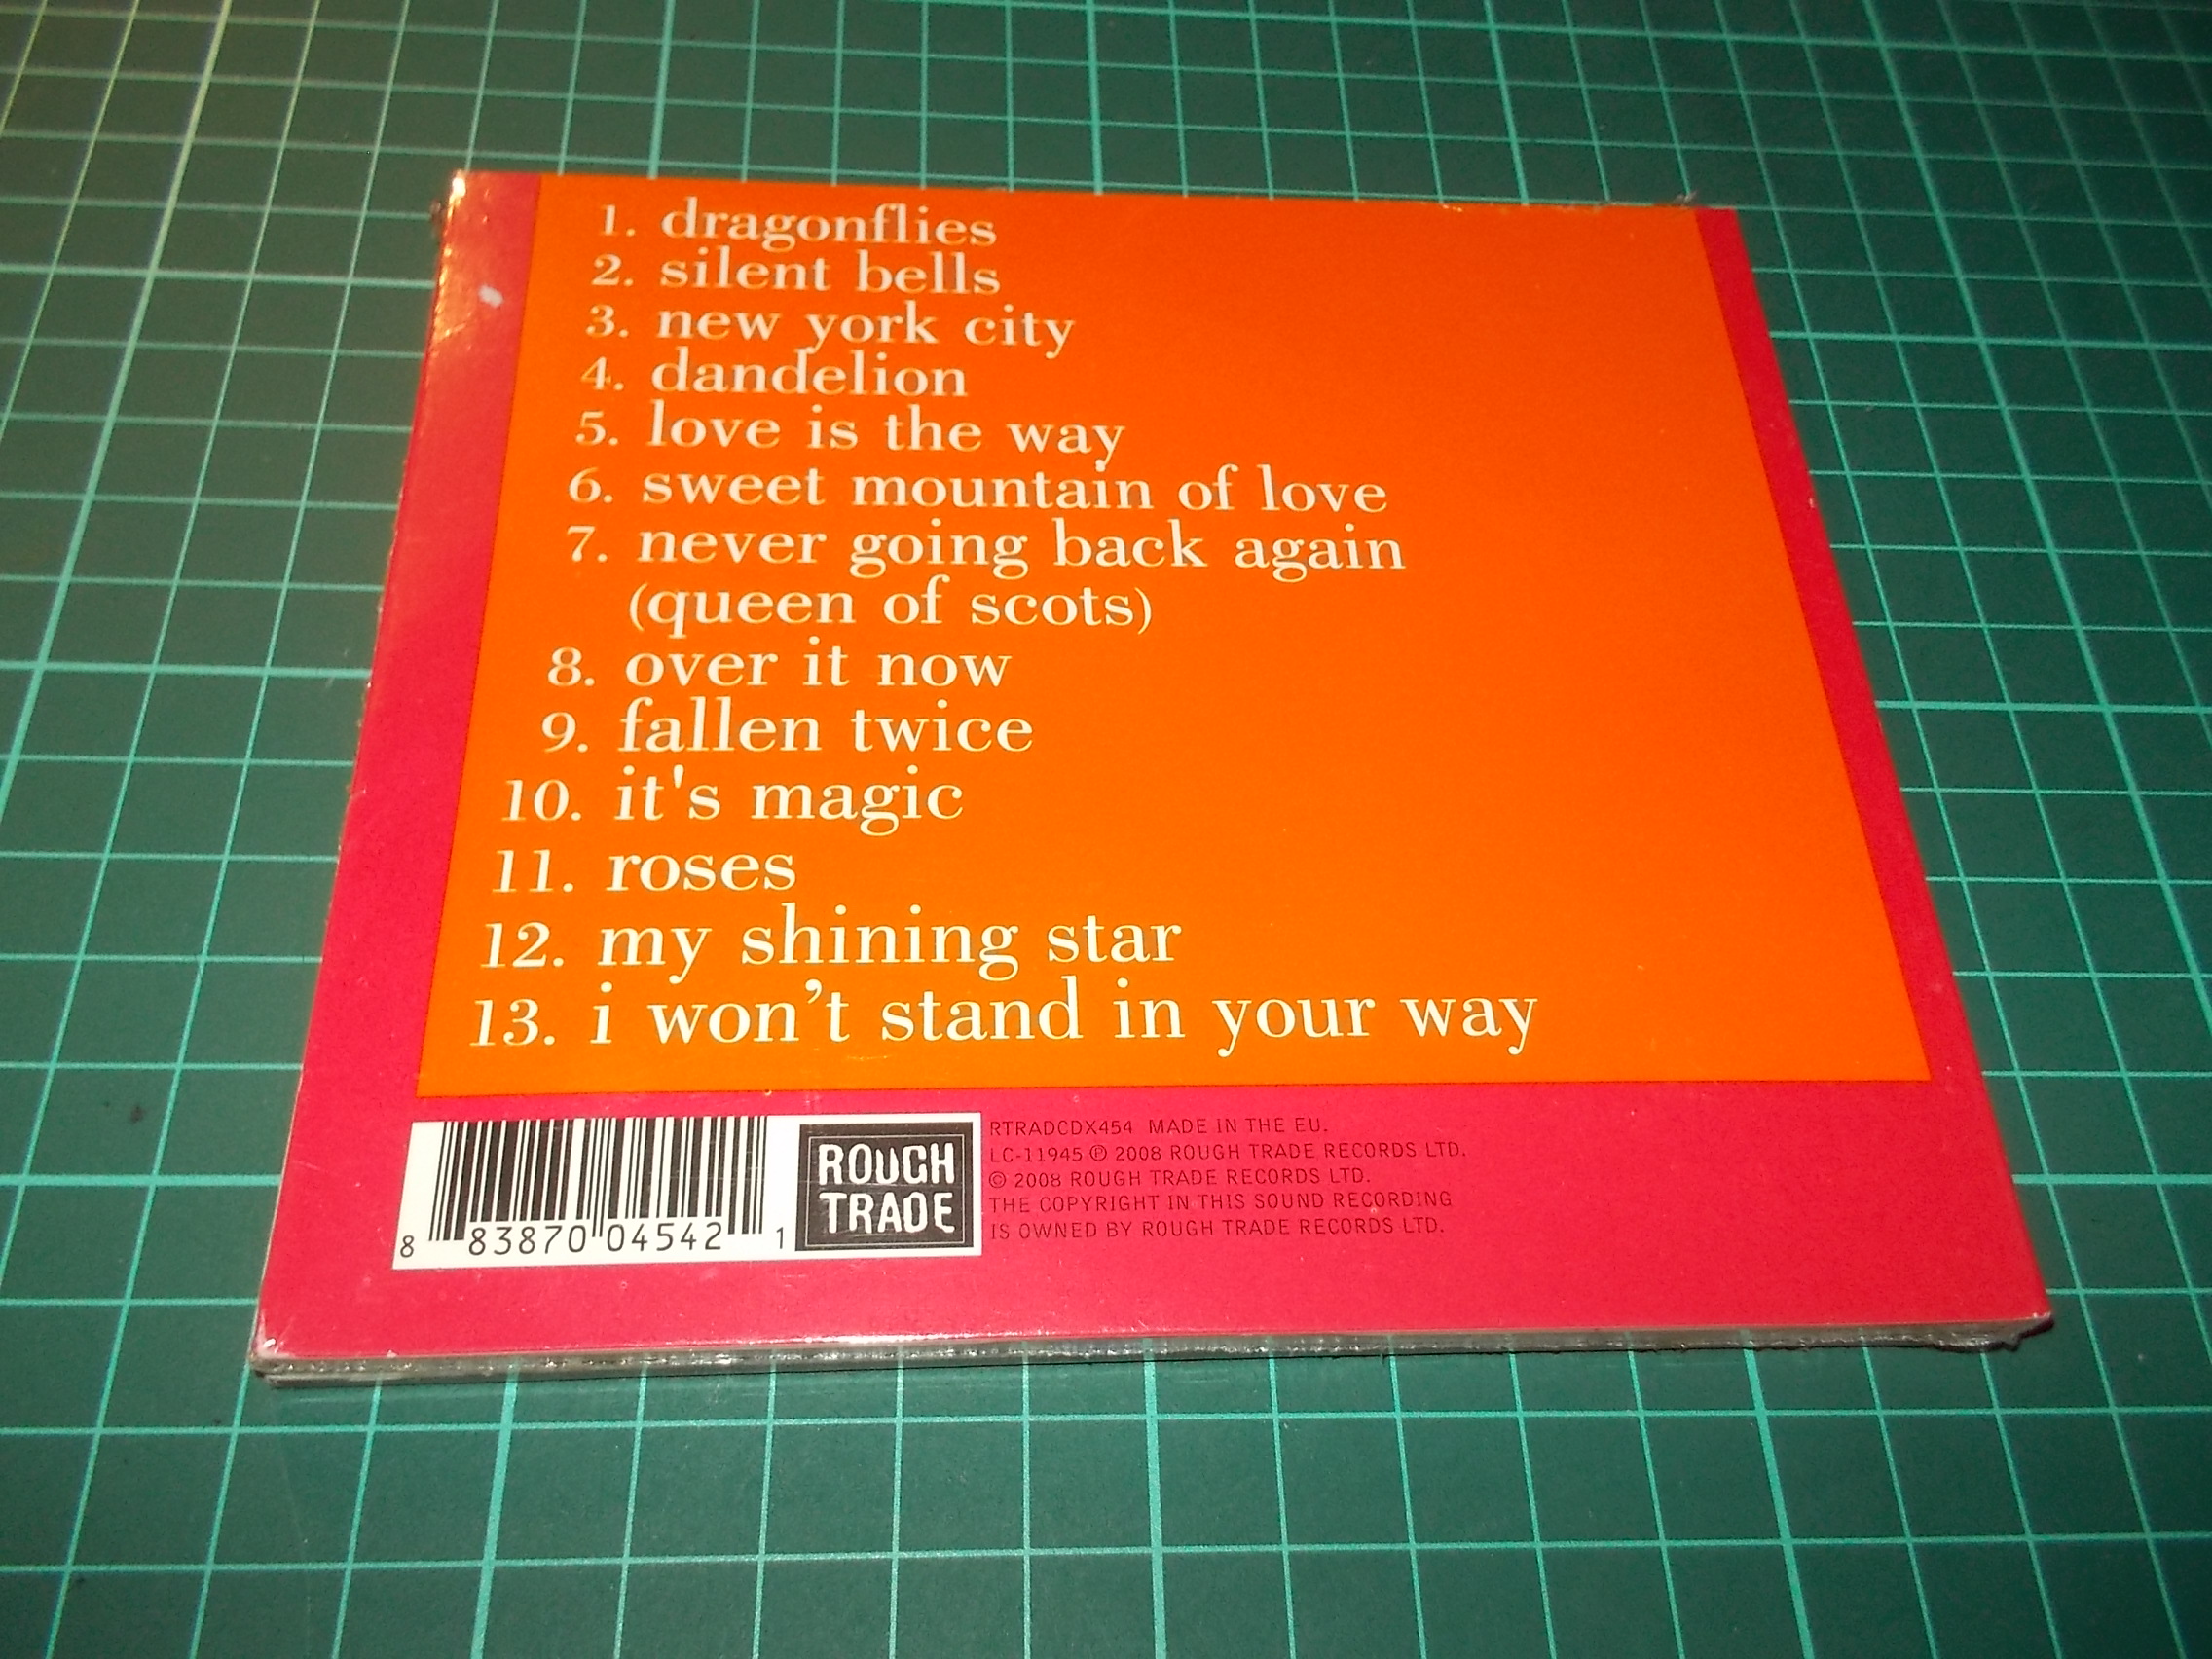 1. dragonflies
2. silent bells
3. new york city
4. dandelion
5. love is the way
6. sweet mountain of love
7. never going back again
(queen of scots)
8. over it now
9. fallen twice
10. it's magic
11. roses
12. my shining star
13. i won't stand in your way
8 83870 04542 1
ROUGH
TRADE
RTRADCDX454 MADE IN THE EU.
LC-11945 ℗ 2008 ROUGH TRADE RECORDS LTD.
© 2008 ROUGH TRADE RECORDS LTD.
THE COPYRIGHT IN THIS SOUND RECORDING
IS OWNED BY ROUGH TRADE RECORDS LTD.